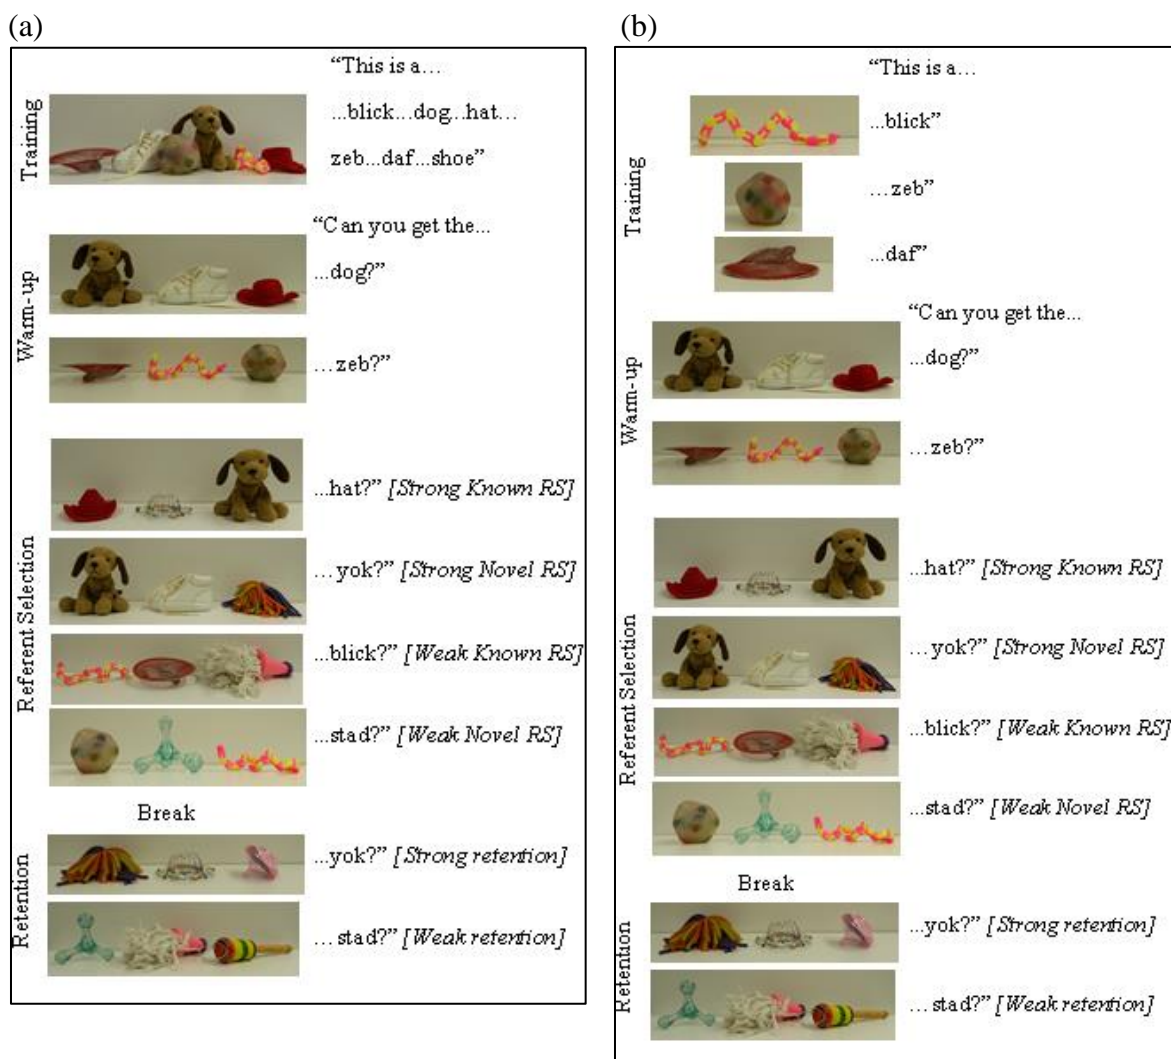 (a)
Training
“This is a…
...blick...dog...hat…
zeb...daf...shoe”
Warm-up
“Can you get the...
...dog?”
…zeb?”
Referent Selection
...hat?” [Strong Known RS]
…yok?” [Strong Novel RS]
...blick?” [Weak Known RS]
...stad?” [Weak Novel RS]
Break
Retention
...yok?” [Strong retention]
…stad?” [Weak retention]
(b)
Training
“This is a…
...blick”
…zeb”
...daf”
Warm-up
“Can you get the...
...dog?”
…zeb?”
Referent Selection
...hat?” [Strong Known RS]
…yok?” [Strong Novel RS]
...blick?” [Weak Known RS]
...stad?” [Weak Novel RS]
Break
Retention
...yok?” [Strong retention]
…stad?” [Weak retention]